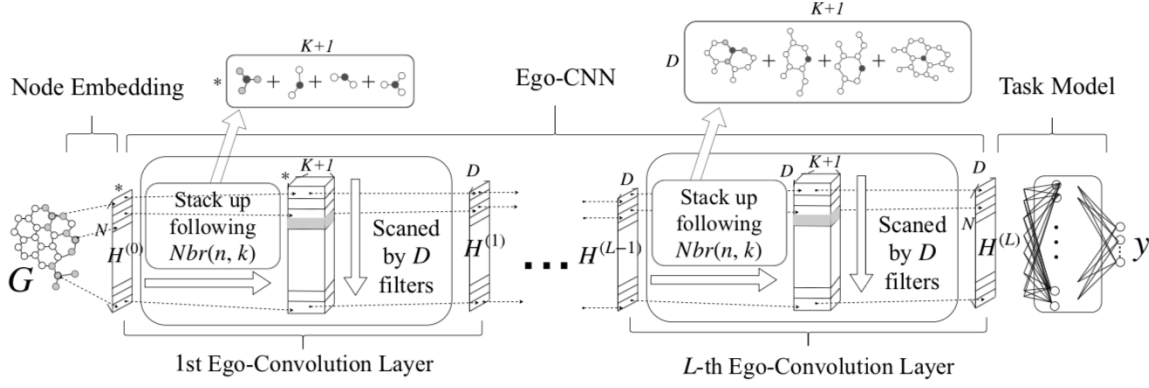 K+1
K+1
* + + +
D + + +
Node Embedding
Ego-CNN
Task Model
* Stack up following Nbr(n, k)
* K+1
D
D
Stack up following Nbr(n, k)
D K+1
D
N
H(0)
Scaned by D filters
H(1)
...
H(L−1)
Scaned by D filters
N
H(L)
G
y
1st Ego-Convolution Layer
L-th Ego-Convolution Layer